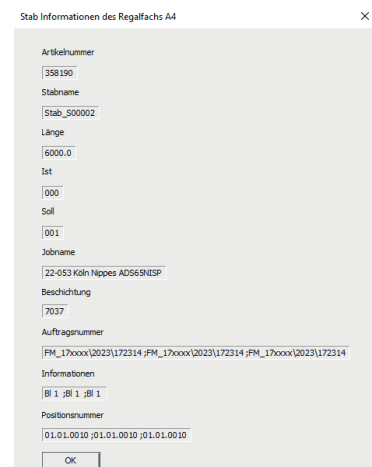 Stab Informationen des Regalfachs A4
Artikelnummer
358190
Stabname
Stab_S00002
Länge
6000.0
Ist
000
Soll
001
Jobname
22-053 Köln Nippes ADS65NISP
Beschichtung
7037
Auftragsnummer
FM_17xxxx\2023\172314 ;FM_17xxxx\2023\172314 ;FM_17xxxx\2023\172314
Informationen
Bl 1 ;Bl 1 ;Bl 1
Positionsnummer
01.01.0010 ;01.01.0010 ;01.01.0010
OK